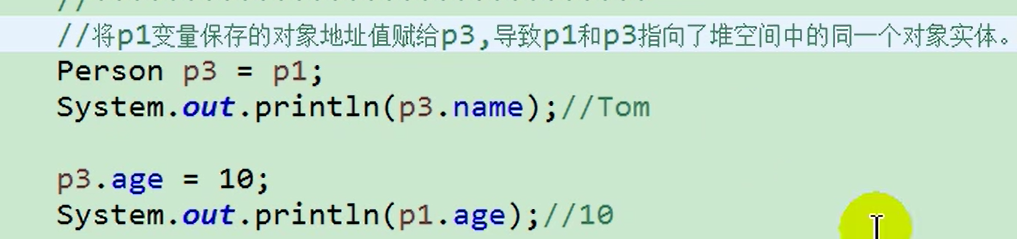 //将p1变量保存的对象地址值赋给p3,导致p1和p3指向了堆空间中的同一个对象实体。
Person p3 = p1;
System.out.println(p3.name);//Tom
p3.age = 10;
System.out.println(p1.age);//10